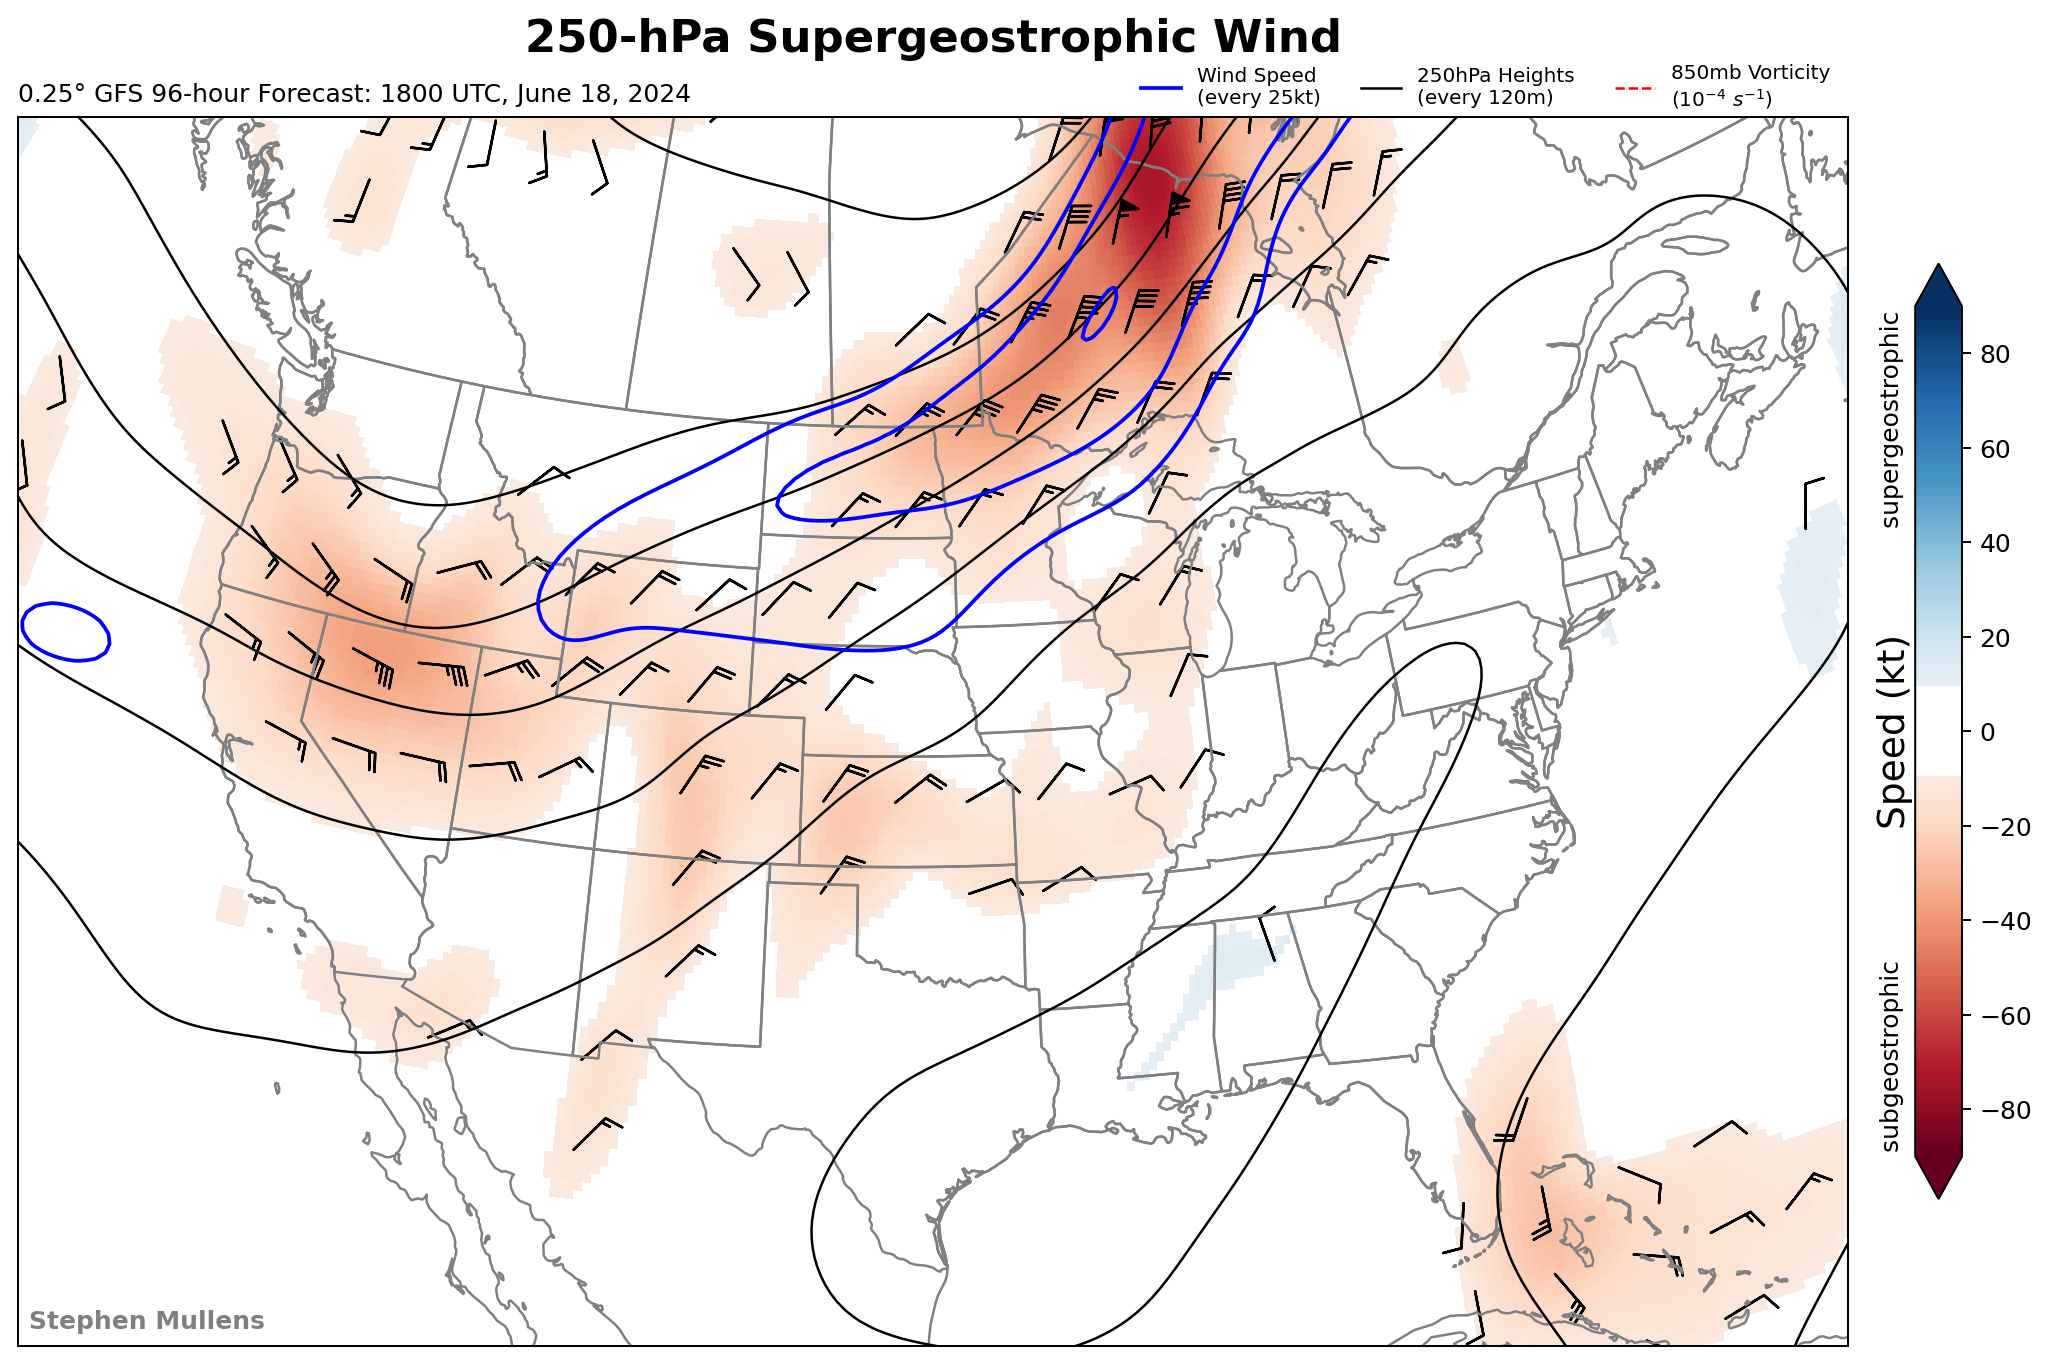 250-hPa Supergeostrophic Wind
0.25° GFS 96-hour Forecast: 1800 UTC, June 18, 2024
Wind Speed
(every 25kt)
250hPa Heights
(every 120m)
850mb Vorticity
(10⁻⁴ s⁻¹)
supergeostrophic
Speed (kt)
subgeostrophic
80
60
40
20
0
−20
−40
−60
−80
Stephen Mullens